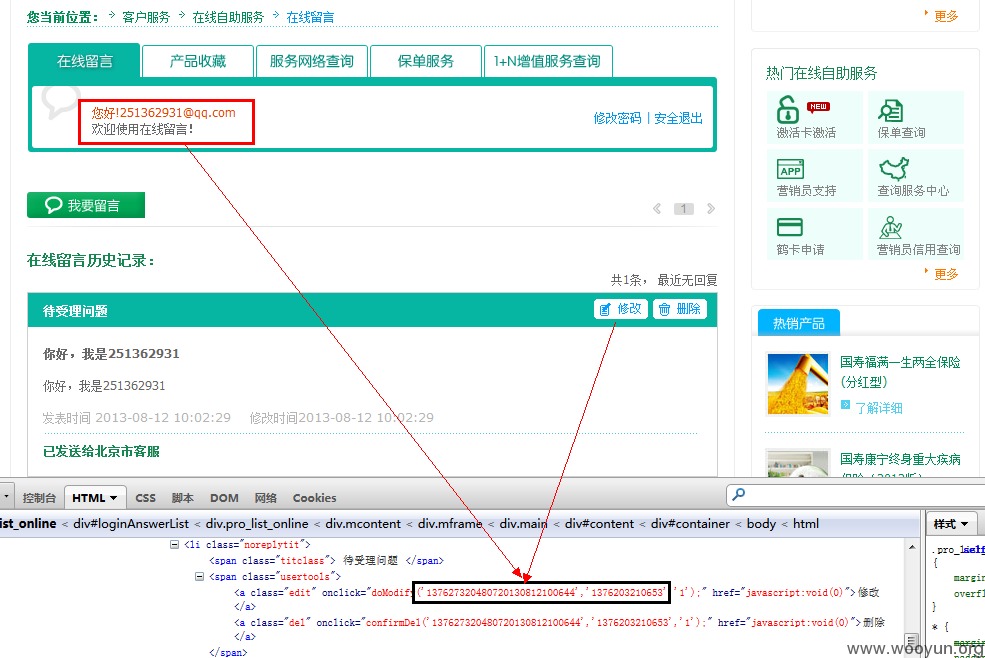 您当前位置： 客户服务 在线自助服务 在线留言
更多
在线留言 产品收藏 服务网络查询 保单服务 1+N增值服务查询
您好!251362931@qq.com
欢迎使用在线留言!
修改密码 | 安全退出
热门在线自助服务
NEW
激活卡激活 保单查询
APP
营销员支持 查询服务中心
鹤卡申请 营销员信用查询
更多
我要留言
1
在线留言历史记录：
共1条， 最近无回复
待受理问题
修改 删除
你好，我是251362931
你好，我是251362931
发表时间 2013-08-12 10:02:29 修改时间2013-08-12 10:02:29
已发送给北京市客服
热销产品
国寿福满一生两全保险
(分红型)
了解详细
国寿康宁终身重大疾病
控制台 HTML CSS 脚本 DOM 网络 Cookies
ist_online < div#loginAnswerList < div.pro_list_online < div.mcontent < div.mframe < div.main < div#content < div#container < body < html
样式
<li class="noreplytit">
<span class="titclass"> 待受理问题 </span>
<span class="usertools">
<a class="edit" onclick="doModify('13762732048072013081210​0644','1376203210653','1');" href="javascript:void(0)">修改
</a>
<a class="del" onclick="confirmDel('137627320480720130812100644','1376203210653','1');" href="javascript:void(0)">删除
</a>
</span>
{
margin
overfl
}
* {
margin
www.wooyun.org